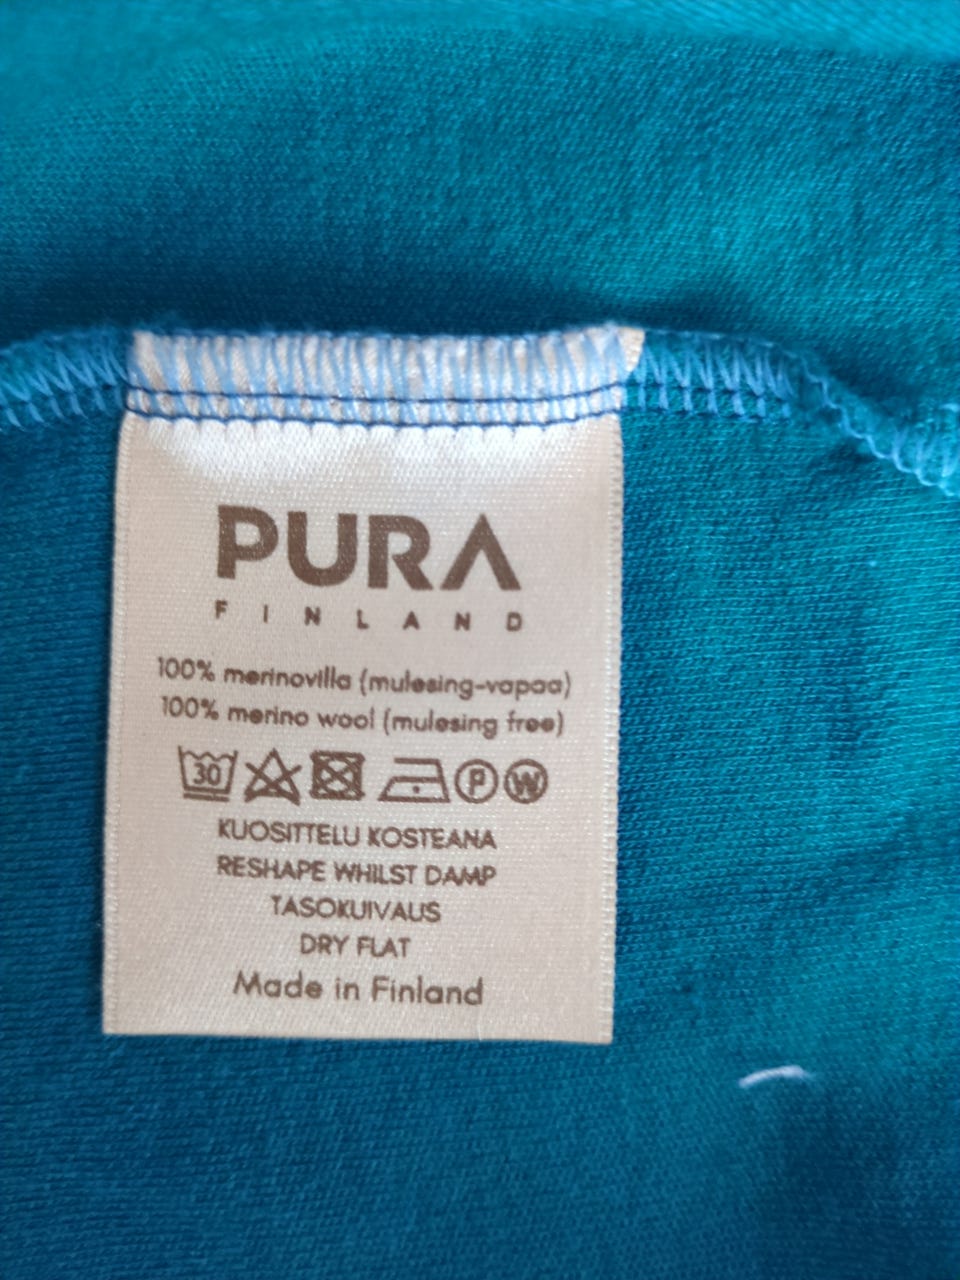 PURA
FINLAND
100% merinovilla (mulesing-vapaa)
100% merino wool (mulesing free)
30 P W
KUOSITTELU KOSTEANA
RESHAPE WHILST DAMP
TASOKUIVAUS
DRY FLAT
Made in Finland